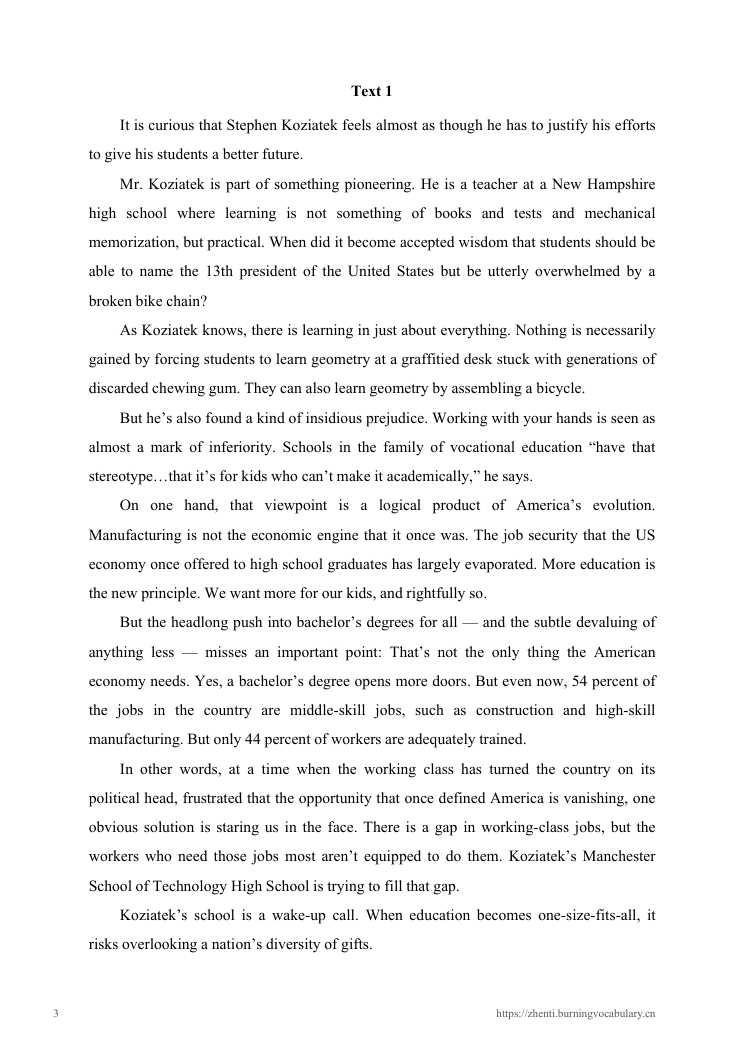 Text 1
It is curious that Stephen Koziatek feels almost as though he has to justify his efforts
to give his students a better future.
Mr. Koziatek is part of something pioneering. He is a teacher at a New Hampshire
high school where learning is not something of books and tests and mechanical
memorization, but practical. When did it become accepted wisdom that students should be
able to name the 13th president of the United States but be utterly overwhelmed by a
broken bike chain?
As Koziatek knows, there is learning in just about everything. Nothing is necessarily
gained by forcing students to learn geometry at a graffitied desk stuck with generations of
discarded chewing gum. They can also learn geometry by assembling a bicycle.
But he’s also found a kind of insidious prejudice. Working with your hands is seen as
almost a mark of inferiority. Schools in the family of vocational education “have that
stereotype…that it’s for kids who can’t make it academically,” he says.
On one hand, that viewpoint is a logical product of America’s evolution.
Manufacturing is not the economic engine that it once was. The job security that the US
economy once offered to high school graduates has largely evaporated. More education is
the new principle. We want more for our kids, and rightfully so.
But the headlong push into bachelor’s degrees for all — and the subtle devaluing of
anything less — misses an important point: That’s not the only thing the American
economy needs. Yes, a bachelor’s degree opens more doors. But even now, 54 percent of
the jobs in the country are middle-skill jobs, such as construction and high-skill
manufacturing. But only 44 percent of workers are adequately trained.
In other words, at a time when the working class has turned the country on its
political head, frustrated that the opportunity that once defined America is vanishing, one
obvious solution is staring us in the face. There is a gap in working-class jobs, but the
workers who need those jobs most aren’t equipped to do them. Koziatek’s Manchester
School of Technology High School is trying to fill that gap.
Koziatek’s school is a wake-up call. When education becomes one-size-fits-all, it
risks overlooking a nation’s diversity of gifts.
3 https://zhenti.burningvocabulary.cn